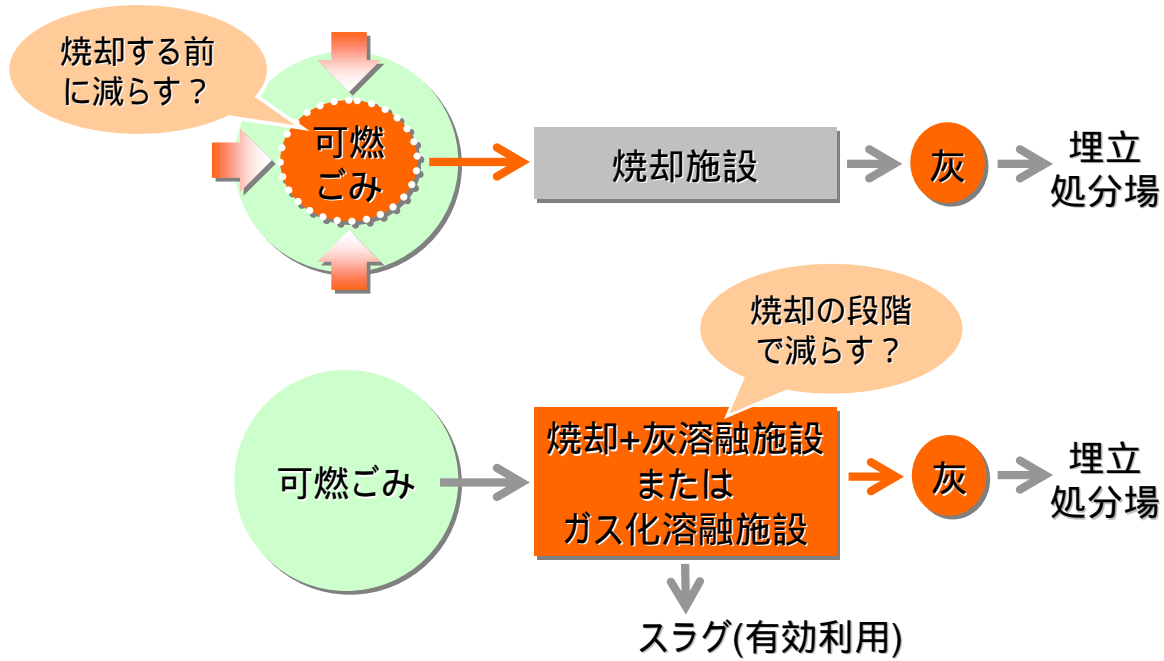 焼却する前
に減らす？
可燃
ごみ
焼却施設
灰
埋立
処分場
焼却の段階
で減らす？
可燃ごみ
焼却+灰溶融施設
または
ガス化溶融施設
灰
埋立
処分場
スラグ(有効利用)